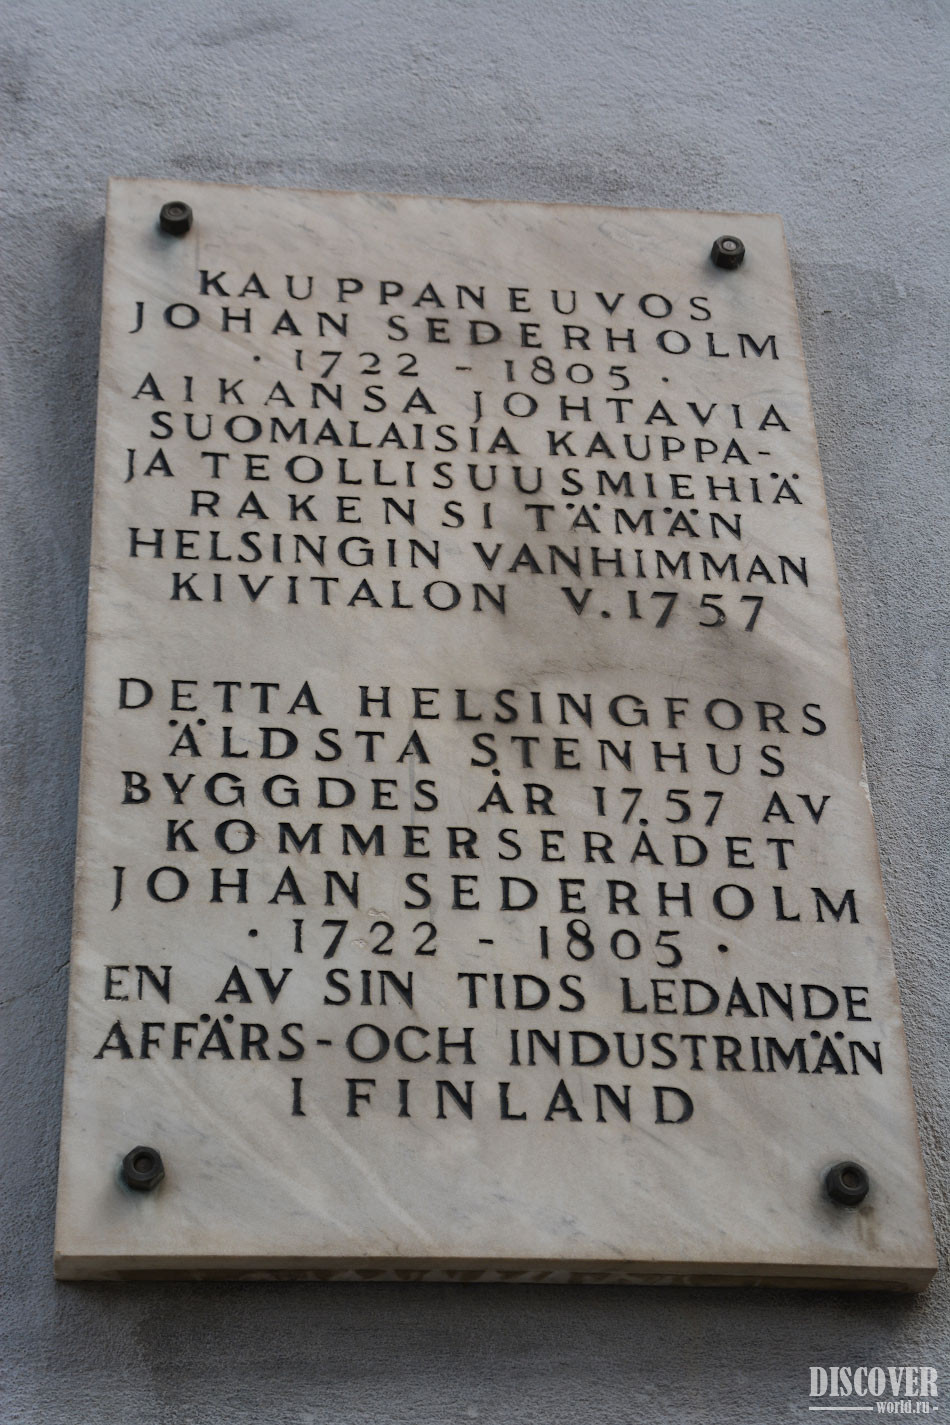 KAUPPANEUVOS
JOHAN SEDERHOLM
· 1722 - 1805 ·
AIKANSA JOHTAVIA
SUOMALAISIA KAUPPA-
JA TEOLLISUUSMIEHIÄ
RAKENSI TÄMÄN
HELSINGIN VANHIMMAN
KIVITALON V. 1757
DETTA HELSINGFORS
ÄLDSTA STENHUS
BYGGDES ÅR 1757 AV
KOMMERSERÅDET
JOHAN SEDERHOLM
· 1722 - 1805 ·
EN AV SIN TIDS LEDANDE
AFFÄRS-OCH INDUSTRIMÄN
I FINLAND
DISCOVER
world.ru